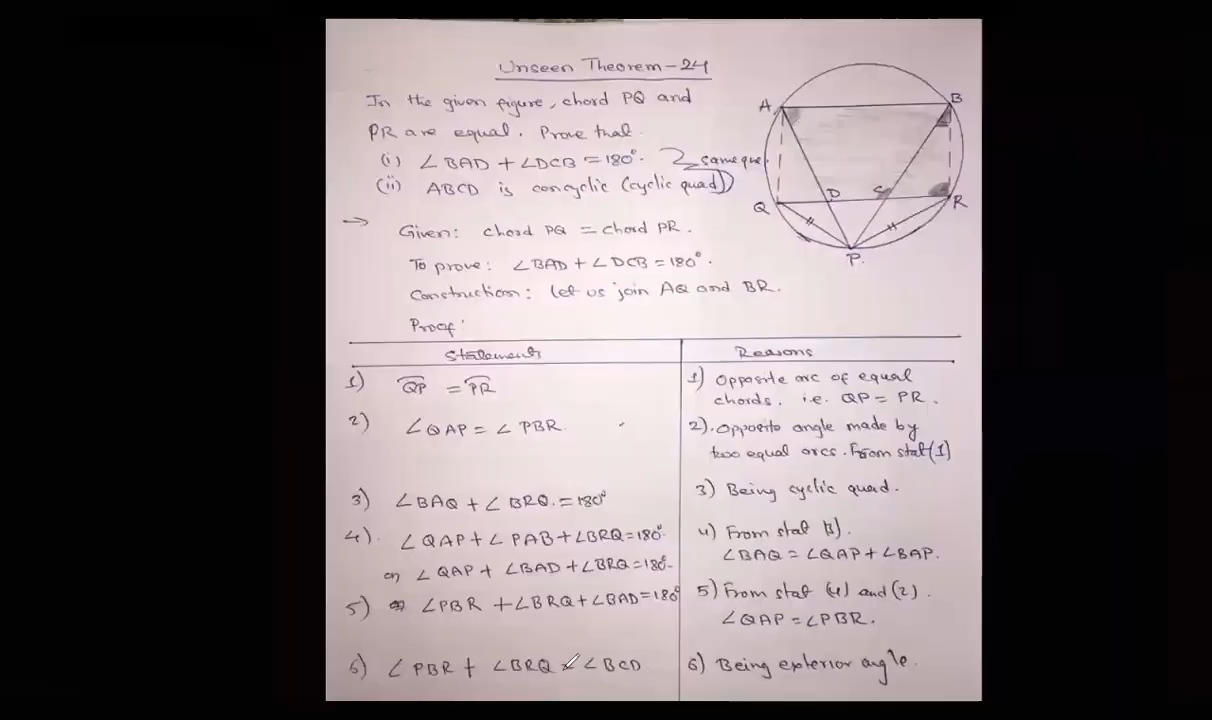 Unseen Theorem-24
In the given figure, chord PQ and
PR are equal. Prove that
(i) ∠BAD + ∠DCB = 180°. same que.
(ii) ABCD is concyclic (cyclic quad)
A
B
Q
D
C
R
P.
→ Given: chord PQ = chord PR.
To prove: ∠BAD + ∠DCB = 180°.
Construction: Let us join AQ and BR.
Proof:
Statements
Reasons
1) QP = PR
1) Opposite arc of equal
chords. i.e. QP = PR.
2) ∠QAP = ∠PBR.
2). Opposite angle made by
two equal arcs. From stat(1)
3) ∠BAQ + ∠BRQ. = 180°
3) Being cyclic quad.
4). ∠QAP + ∠PAB + ∠BRQ = 180°.
or ∠QAP + ∠BAD + ∠BRQ = 180°.
4) From stat (3).
∠BAQ = ∠QAP + ∠BAP.
5) ∠PBR + ∠BRQ + ∠BAD = 180°
5) From stat (4) and (2).
∠QAP = ∠PBR.
6) ∠PBR + ∠BRQ = ∠BCD
6) Being exterior angle.